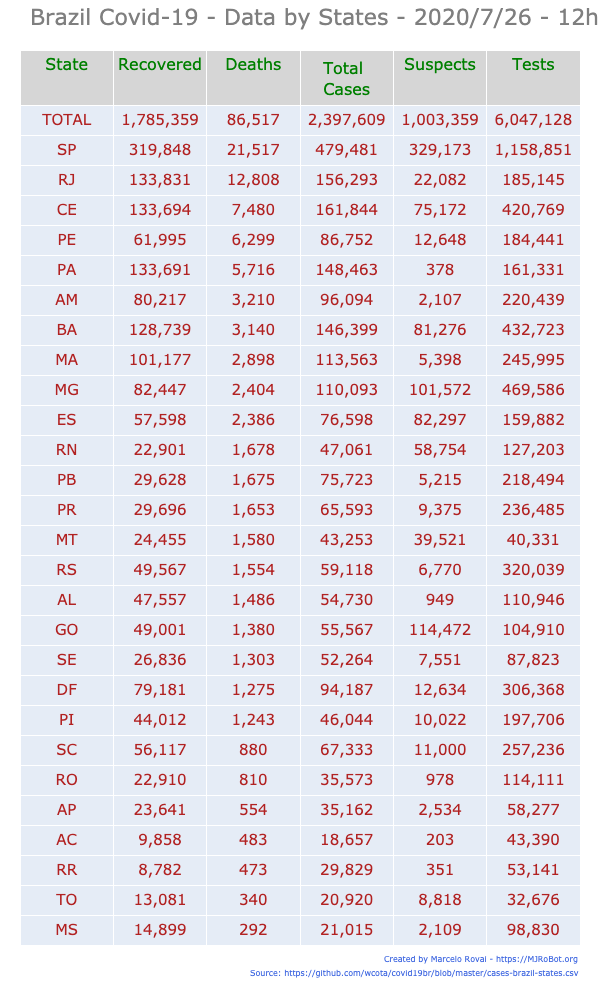 Brazil Covid-19 - Data by States - 2020/7/26 - 12h
State Recovered Deaths Total Cases Suspects Tests
TOTAL 1,785,359 86,517 2,397,609 1,003,359 6,047,128
SP 319,848 21,517 479,481 329,173 1,158,851
RJ 133,831 12,808 156,293 22,082 185,145
CE 133,694 7,480 161,844 75,172 420,769
PE 61,995 6,299 86,752 12,648 184,441
PA 133,691 5,716 148,463 378 161,331
AM 80,217 3,210 96,094 2,107 220,439
BA 128,739 3,140 146,399 81,276 432,723
MA 101,177 2,898 113,563 5,398 245,995
MG 82,447 2,404 110,093 101,572 469,586
ES 57,598 2,386 76,598 82,297 159,882
RN 22,901 1,678 47,061 58,754 127,203
PB 29,628 1,675 75,723 5,215 218,494
PR 29,696 1,653 65,593 9,375 236,485
MT 24,455 1,580 43,253 39,521 40,331
RS 49,567 1,554 59,118 6,770 320,039
AL 47,557 1,486 54,730 949 110,946
GO 49,001 1,380 55,567 114,472 104,910
SE 26,836 1,303 52,264 7,551 87,823
DF 79,181 1,275 94,187 12,634 306,368
PI 44,012 1,243 46,044 10,022 197,706
SC 56,117 880 67,333 11,000 257,236
RO 22,910 810 35,573 978 114,111
AP 23,641 554 35,162 2,534 58,277
AC 9,858 483 18,657 203 43,390
RR 8,782 473 29,829 351 53,141
TO 13,081 340 20,920 8,818 32,676
MS 14,899 292 21,015 2,109 98,830
Created by Marcelo Rovai - https://MJRoBot.org
Source: https://github.com/wcota/covid19br/blob/master/cases-brazil-states.csv